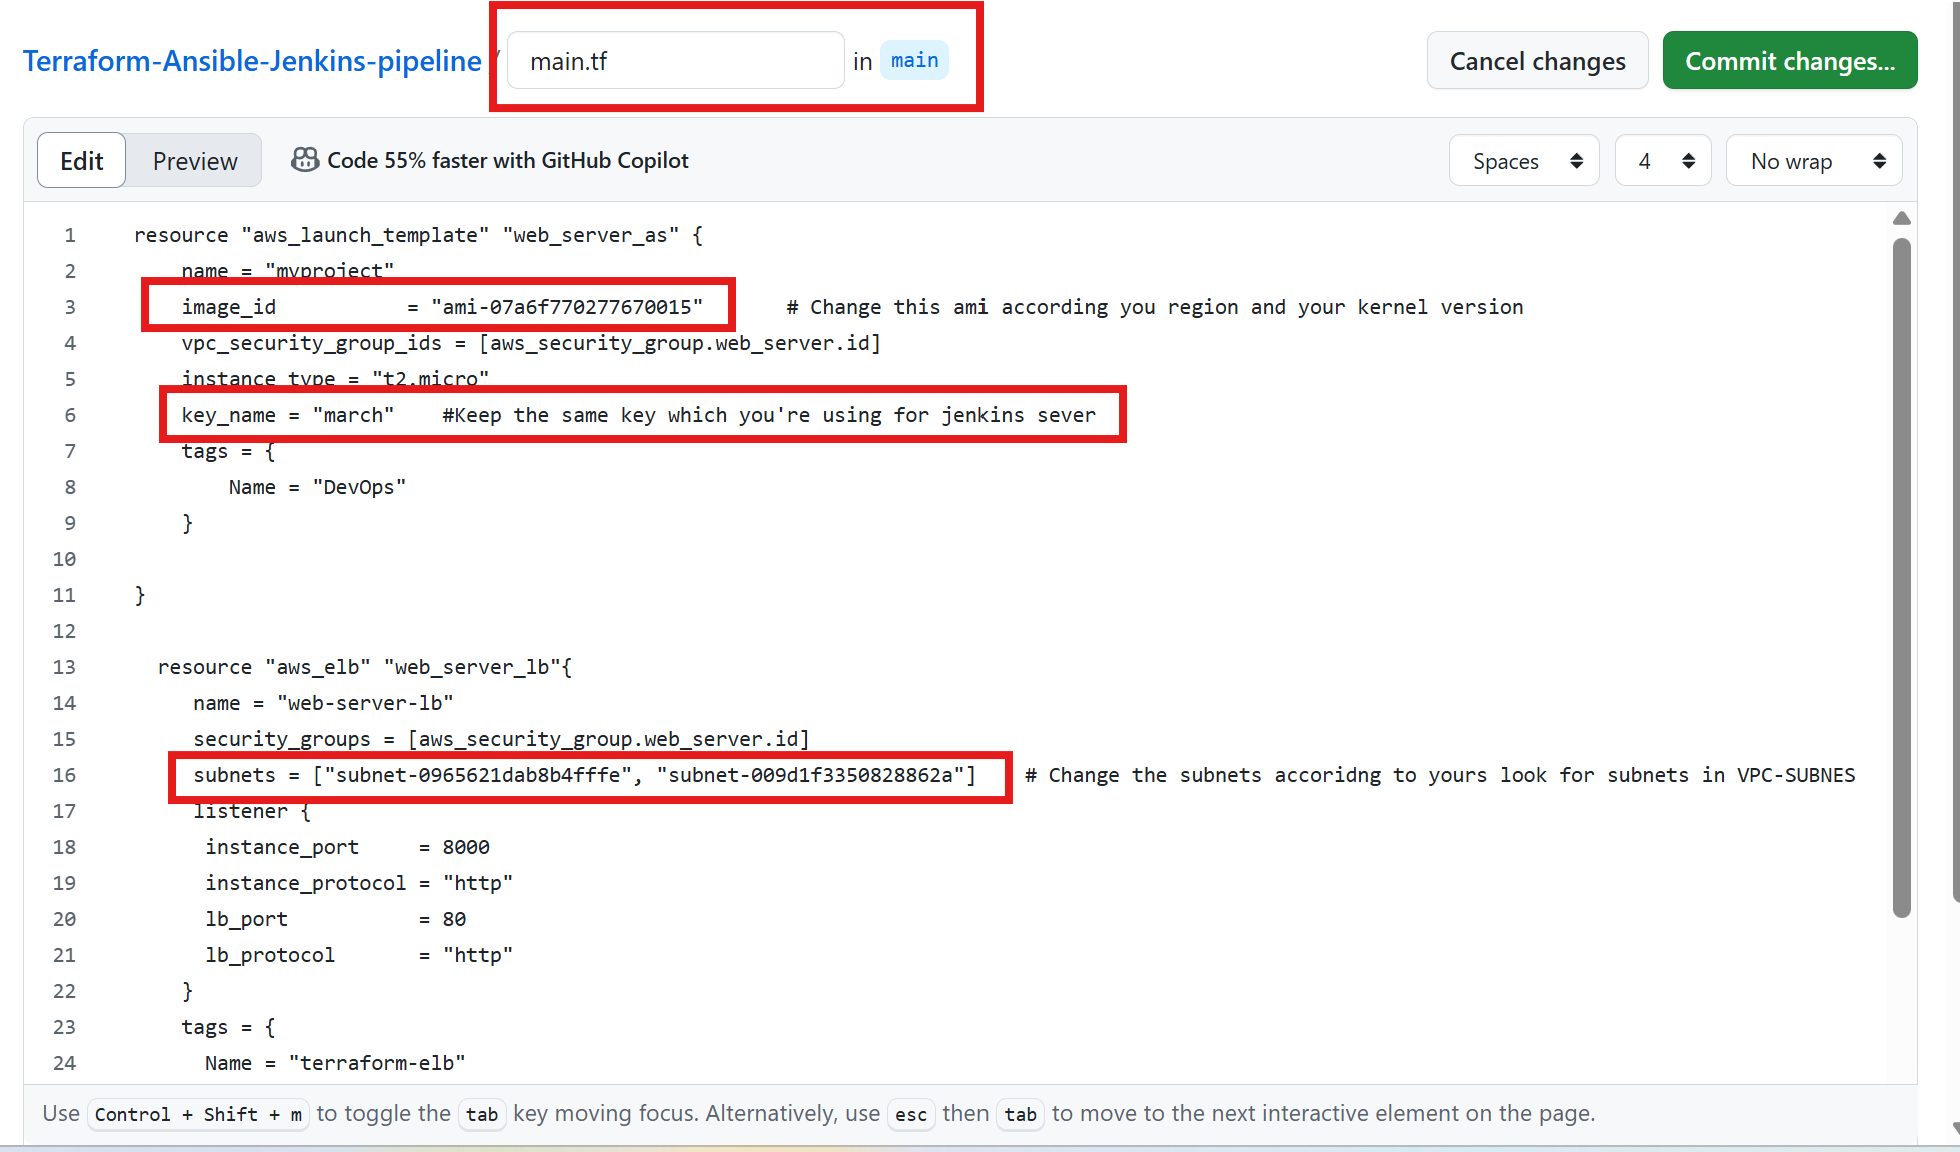 Terraform-Ansible-Jenkins-pipeline / main.tf in main Cancel changes Commit changes...
Edit Preview Code 55% faster with GitHub Copilot Spaces 4 No wrap
1 resource "aws_launch_template" "web_server_as" {
2 name = "myproject"
3 image_id = "ami-07a6f770277670015" # Change this ami according you region and your kernel version
4 vpc_security_group_ids = [aws_security_group.web_server.id]
5 instance_type = "t2.micro"
6 key_name = "march" #Keep the same key which you're using for jenkins sever
7 tags = {
8 Name = "DevOps"
9 }
10
11 }
12
13 resource "aws_elb" "web_server_lb"{
14 name = "web-server-lb"
15 security_groups = [aws_security_group.web_server.id]
16 subnets = ["subnet-0965621dab8b4fffe", "subnet-009d1f3350828862a"] # Change the subnets accoridng to yours look for subnets in VPC-SUBNES
17 listener {
18 instance_port = 8000
19 instance_protocol = "http"
20 lb_port = 80
21 lb_protocol = "http"
22 }
23 tags = {
24 Name = "terraform-elb"
Use Control + Shift + m to toggle the tab key moving focus. Alternatively, use esc then tab to move to the next interactive element on the page.